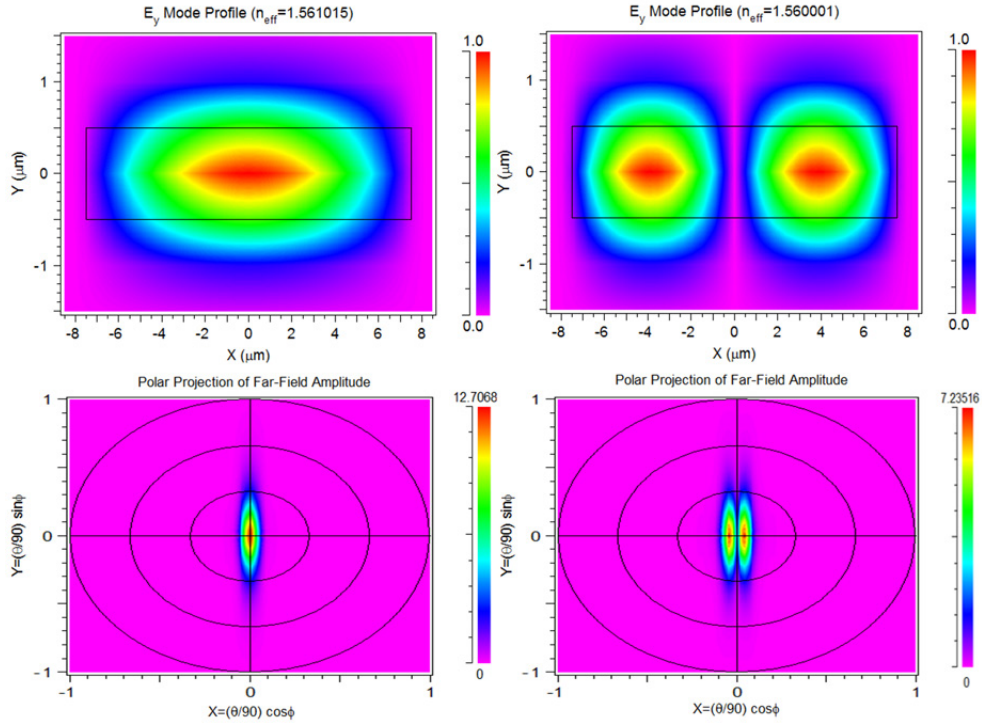 E_y Mode Profile (n_eff=1.561015)
1.0
1
0
-1
0.0
-8 -6 -4 -2 0 2 4 6 8
X (μm)
Y (μm)
E_y Mode Profile (n_eff=1.560001)
1.0
1
0
-1
0.0
-8 -6 -4 -2 0 2 4 6 8
X (μm)
Y (μm)
Polar Projection of Far-Field Amplitude
12.7068
1
0
-1
0
-1 0 1
X=(θ/90) cosϕ
Y=(θ/90) sinϕ
Polar Projection of Far-Field Amplitude
7.23516
1
0
-1
0
-1 0 1
X=(θ/90) cosϕ
Y=(θ/90) sinϕ